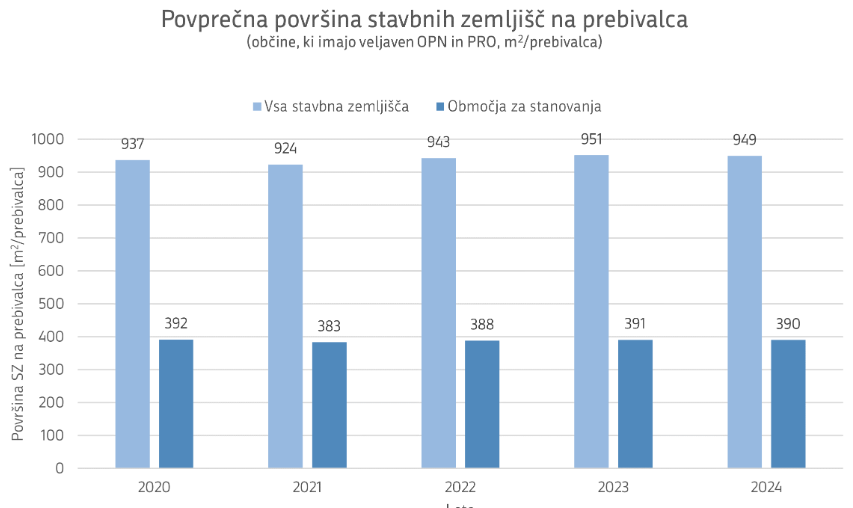 Povprečna površina stavbnih zemljišč na prebivalca
(občine, ki imajo veljaven OPN in PRO, m²/prebivalca)
Vsa stavbna zemljišča Območja za stanovanja
Površina SZ na prebivalca [m²/prebivalca]
1000
900
800
700
600
500
400
300
200
100
0
937 924 943 951 949
392 383 388 391 390
2020 2021 2022 2023 2024